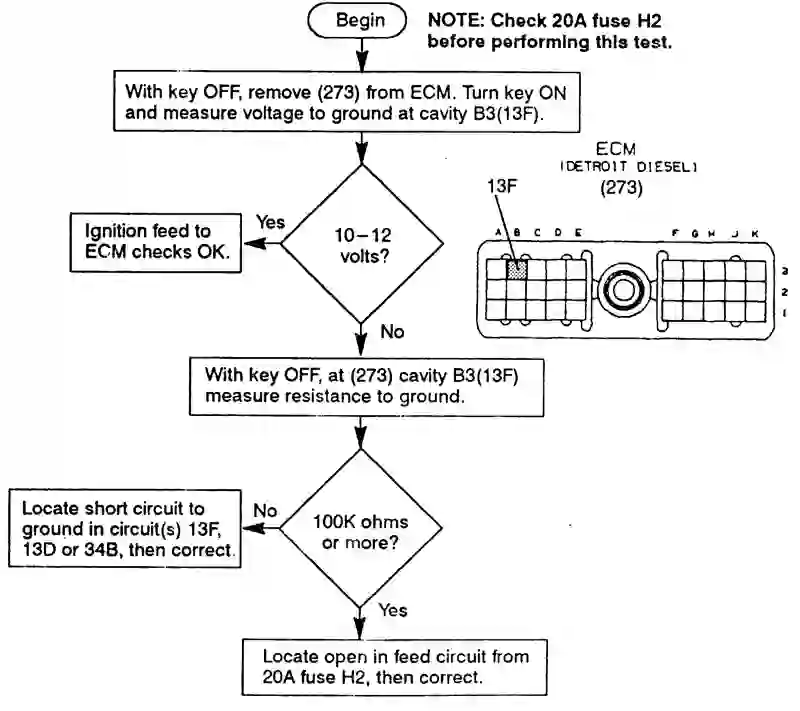 Begin
NOTE: Check 20A fuse H2
before performing this test.
With key OFF, remove (273) from ECM. Turn key ON
and measure voltage to ground at cavity B3(13F).
ECM
(DETROIT DIESEL)
(273)
13F
A B C D E
F G H J K
3
2
1
10–12
volts?
Yes
Ignition feed to
ECM checks OK.
No
With key OFF, at (273) cavity B3(13F)
measure resistance to ground.
100K ohms
or more?
No
Locate short circuit to
ground in circuit(s) 13F,
13D or 34B, then correct.
Yes
Locate open in feed circuit from
20A fuse H2, then correct.